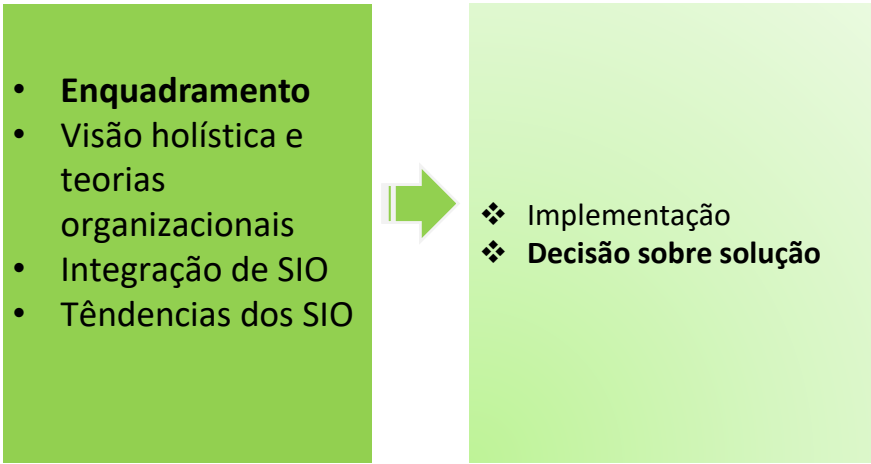 • Enquadramento
• Visão holística e
teorias
organizacionais
• Integração de SIO
• Têndencias dos SIO
❖ Implementação
❖ Decisão sobre solução